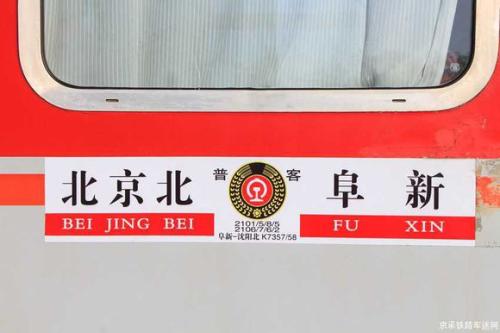 北京北
BEI JING BEI
普 客
2101/5/8/5
2106/7/6/2
阜新-沈阳北 K7357/58
阜 新
FU XIN
京承铁路车迷网